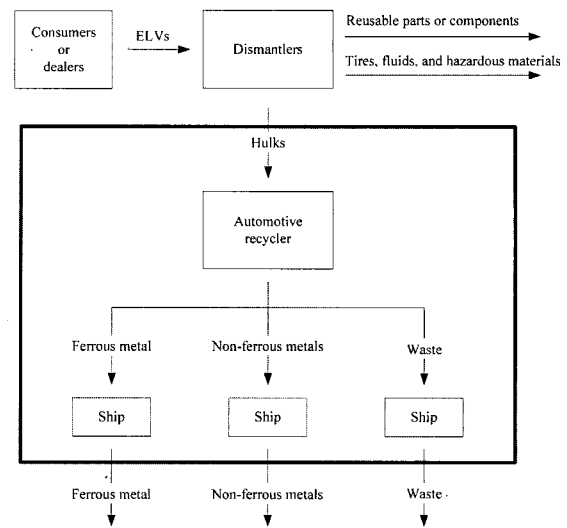 Consumers
or
dealers
ELVs
Dismantlers
Reusable parts or components
Tires, fluids, and hazardous materials
Hulks
Automotive
recycler
Ferrous metal
Non-ferrous metals
Waste
Ship
Ship
Ship
Ferrous metal
Non-ferrous metals
Waste